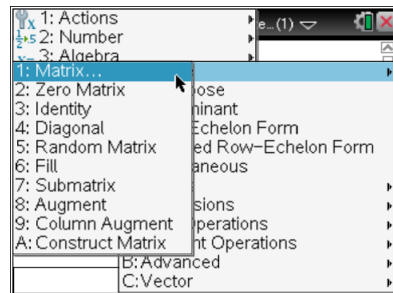 1: Actions
e...(1)
2: Number
3: Algebra
1: Matrix...
2: Zero Matrix
3: Identity
4: Diagonal
5: Random Matrix
6: Fill
7: Submatrix
8: Augment
9: Column Augment
A: Construct Matrix
ose
inant
Echelon Form
ed Row-Echelon Form
aneous
sions
perations
nt Operations
B: Advanced
C: Vector